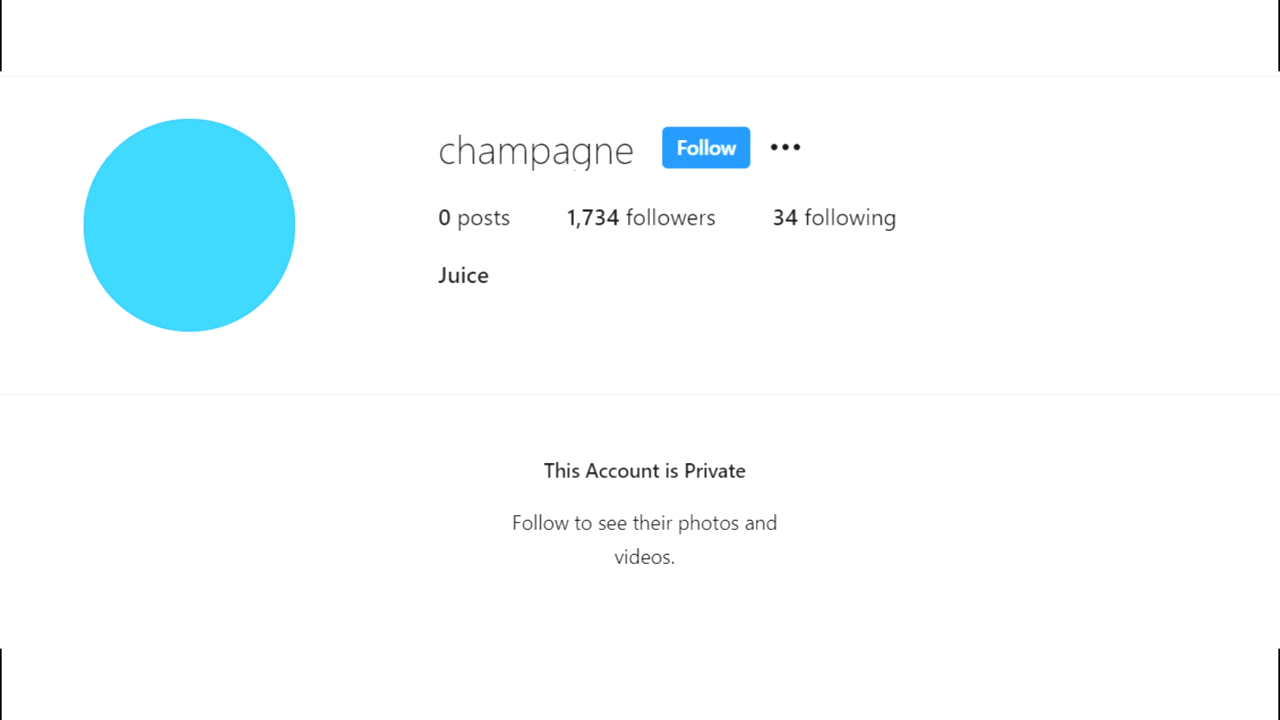 champagne Follow •••
0 posts 1,734 followers 34 following
Juice
This Account is Private
Follow to see their photos and
videos.